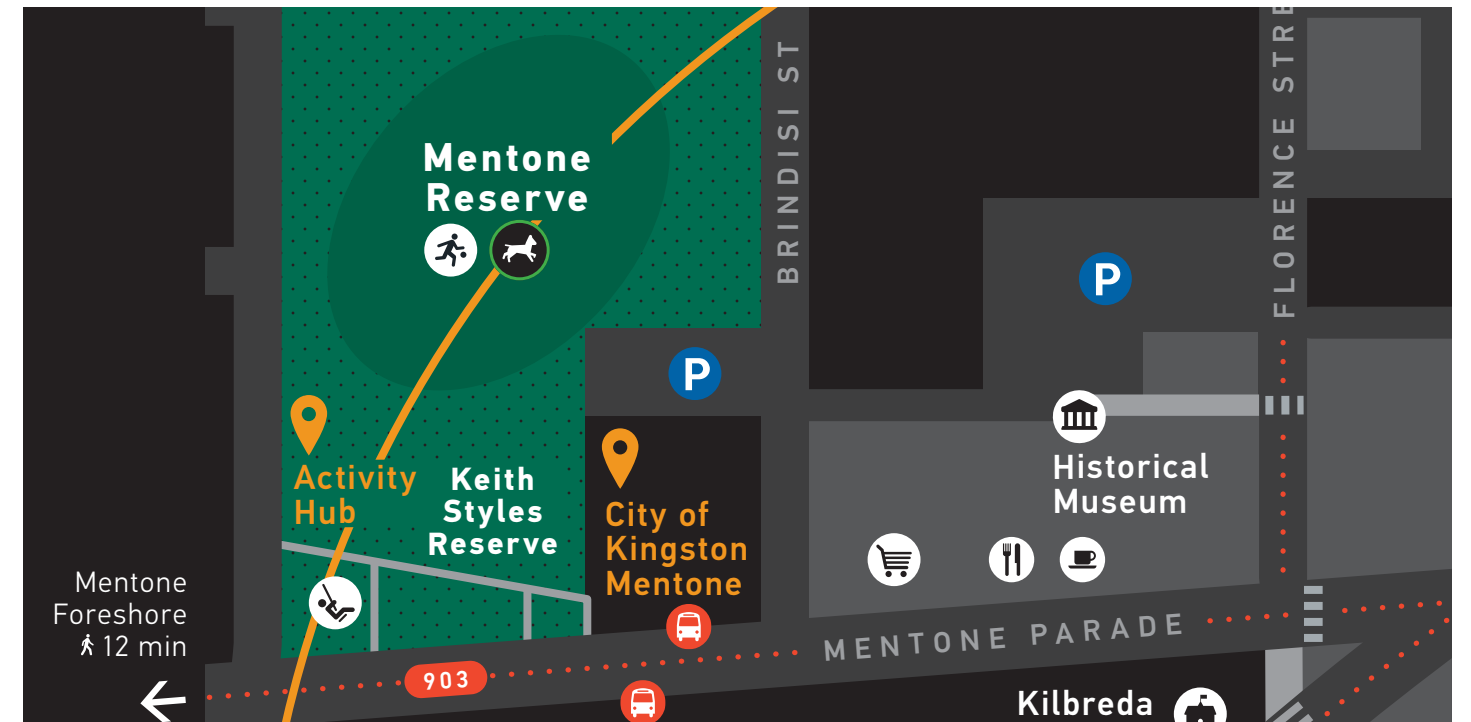 BRINDISI ST
FLORENCE STRE
Mentone
Reserve
P
P
Activity
Hub
Keith
Styles
Reserve
City of
Kingston
Mentone
Historical
Museum
Mentone
Foreshore
12 min
MENTONE PARADE
903
Kilbreda